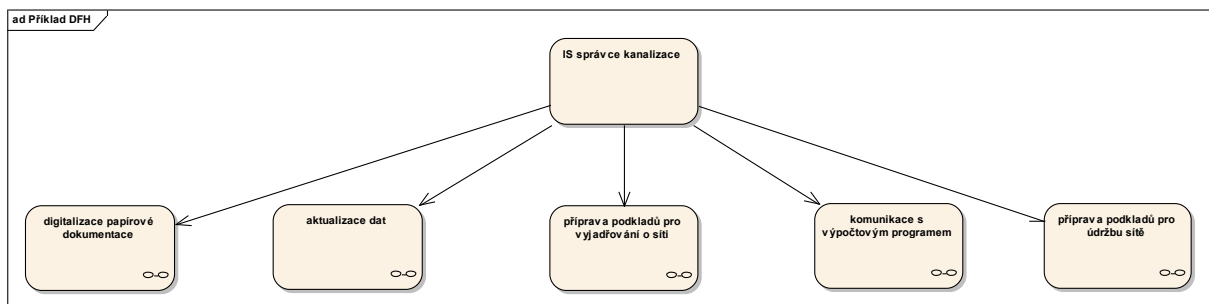 ad Příklad DFH
IS správce kanalizace
digitalizace papírové
dokumentace
aktualizace dat
příprava podkladů pro
vyjadřování o síti
komunikace s
výpočtovým programem
příprava podkladů pro
údržbu sítě